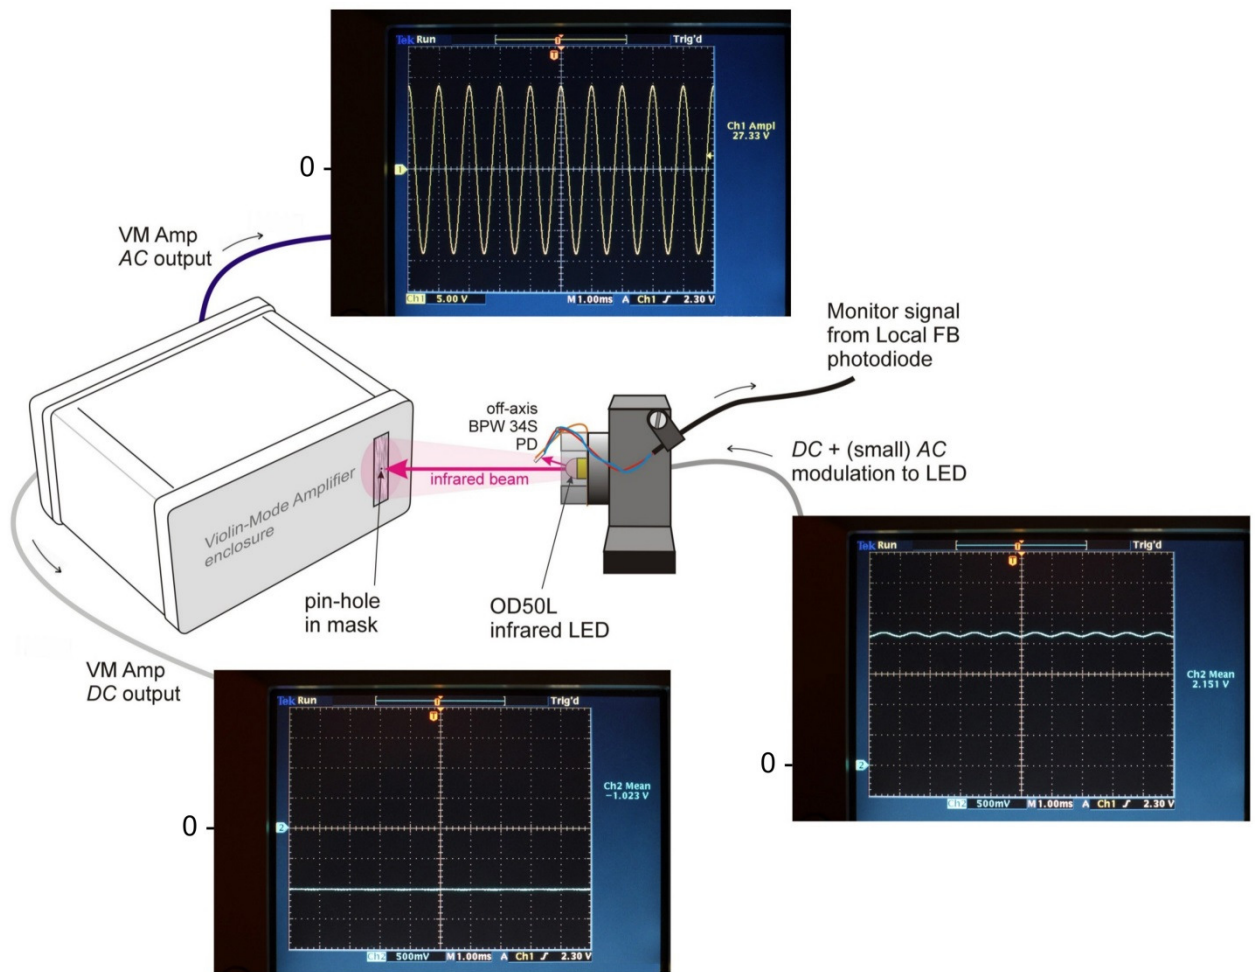 Tek Run
Trig'd
T
T
Ch1 Ampl
27.33 V
0
1
Ch1 5.00 V M 1.00ms A Ch1 ƒ 2.30 V
VM Amp
AC output
Monitor signal
from Local FB
photodiode
off-axis
BPW 34S
PD
infrared beam
DC + (small) AC
modulation to LED
Violin-Mode Amplifier
enclosure
pin-hole
in mask
OD50L
infrared LED
Tek Run
Trig'd
T
T
Ch2 Mean
2.151 V
0
2
Ch2 500mV M 1.00ms A Ch1 ƒ 2.30 V
VM Amp
DC output
Tek Run
Trig'd
T
T
Ch2 Mean
-1.023 V
0
2
Ch2 500mV M 1.00ms A Ch1 ƒ 2.30 V